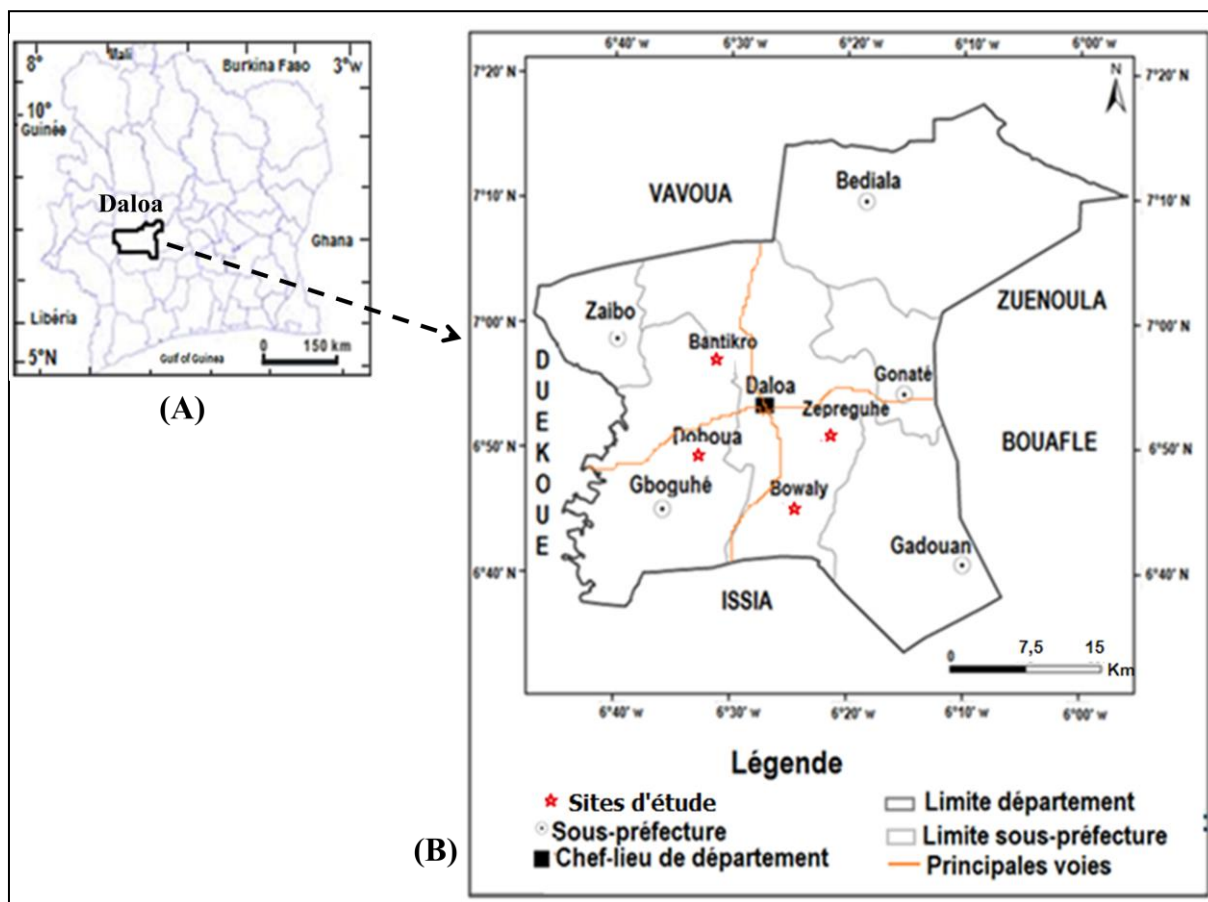 8°
Mali
Burkina Faso
3°w
10°
Guinée
Daloa
Ghana
Libéria
5°N
0 150 km
Gulf of Guinea
(A)
6°40' w 6°30' w 6°20' w 6°10' w 6°00' w
7°20' N
7°20' N
N
Bediala
VAVOUA
7°10' N
7°10' N
ZUENOULA
Zaibo
7°00' N
7°00' N
Bantikro
DUEKOUE
Daloa
Gonaté
Zepreguhé
Doboua
BOUAFLE
6°50' N
6°50' N
Gboguhé
Bowaly
Gadouan
6°40' N
6°40' N
ISSIA
0 7,5 15
Km
6°40' w 6°30' w 6°20' w 6°10' w 6°00' w
Légende
Sites d'étude
Limite département
Sous-préfecture
Limite sous-préfecture
(B)
Chef-lieu de département
Principales voies